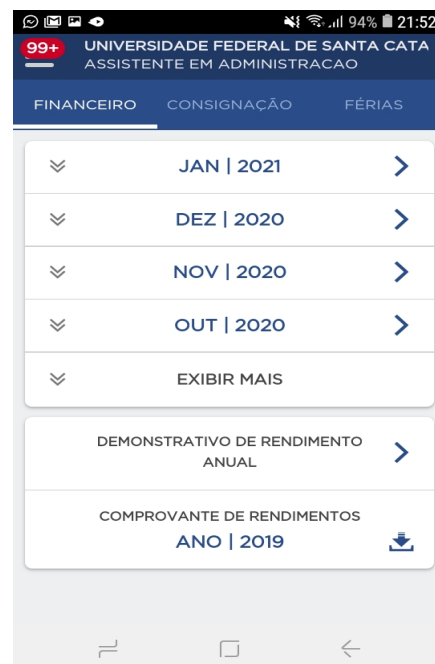 94% 21:52
99+ UNIVERSIDADE FEDERAL DE SANTA CATA
ASSISTENTE EM ADMINISTRACAO
FINANCEIRO CONSIGNAÇÃO FÉRIAS
JAN | 2021
DEZ | 2020
NOV | 2020
OUT | 2020
EXIBIR MAIS
DEMONSTRATIVO DE RENDIMENTO
ANUAL
COMPROVANTE DE RENDIMENTOS
ANO | 2019